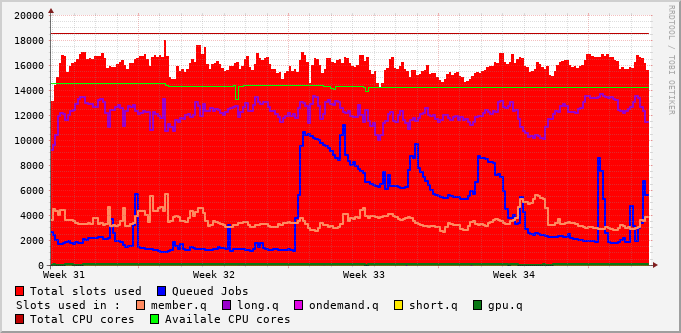 20000
18000
16000
14000
12000
10000
8000
6000
4000
2000
0
Week 31 Week 32 Week 33 Week 34
Total slots used Queued Jobs
Slots used in : member.q long.q ondemand.q short.q gpu.q
Total CPU cores Availale CPU cores
RRDTOOL / TOBI OETIKER